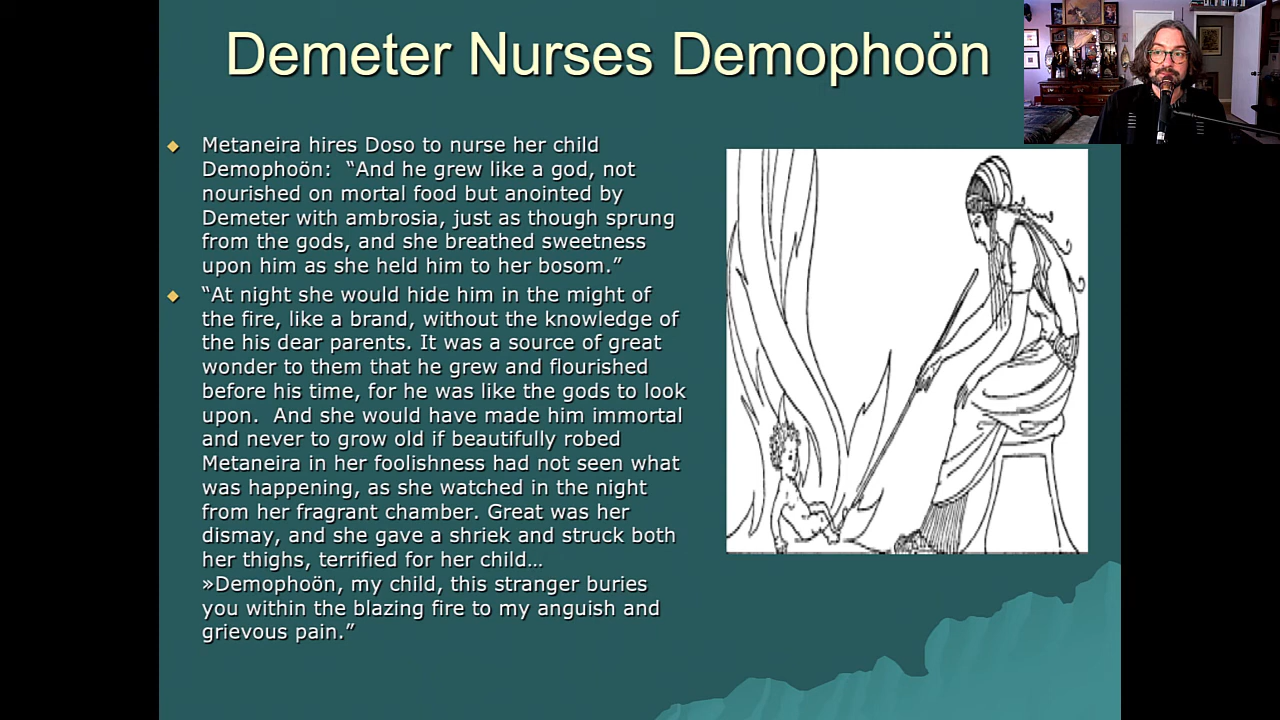 Demeter Nurses Demophoön
Metaneira hires Doso to nurse her child
Demophoön:  “And he grew like a god, not
nourished on mortal food but anointed by
Demeter with ambrosia, just as though sprung
from the gods, and she breathed sweetness
upon him as she held him to her bosom.”
“At night she would hide him in the might of
the fire, like a brand, without the knowledge of
the his dear parents. It was a source of great
wonder to them that he grew and flourished
before his time, for he was like the gods to look
upon.  And she would have made him immortal
and never to grow old if beautifully robed
Metaneira in her foolishness had not seen what
was happening, as she watched in the night
from her fragrant chamber. Great was her
dismay, and she gave a shriek and struck both
her thighs, terrified for her child…
»Demophoön, my child, this stranger buries
you within the blazing fire to my anguish and
grievous pain.”